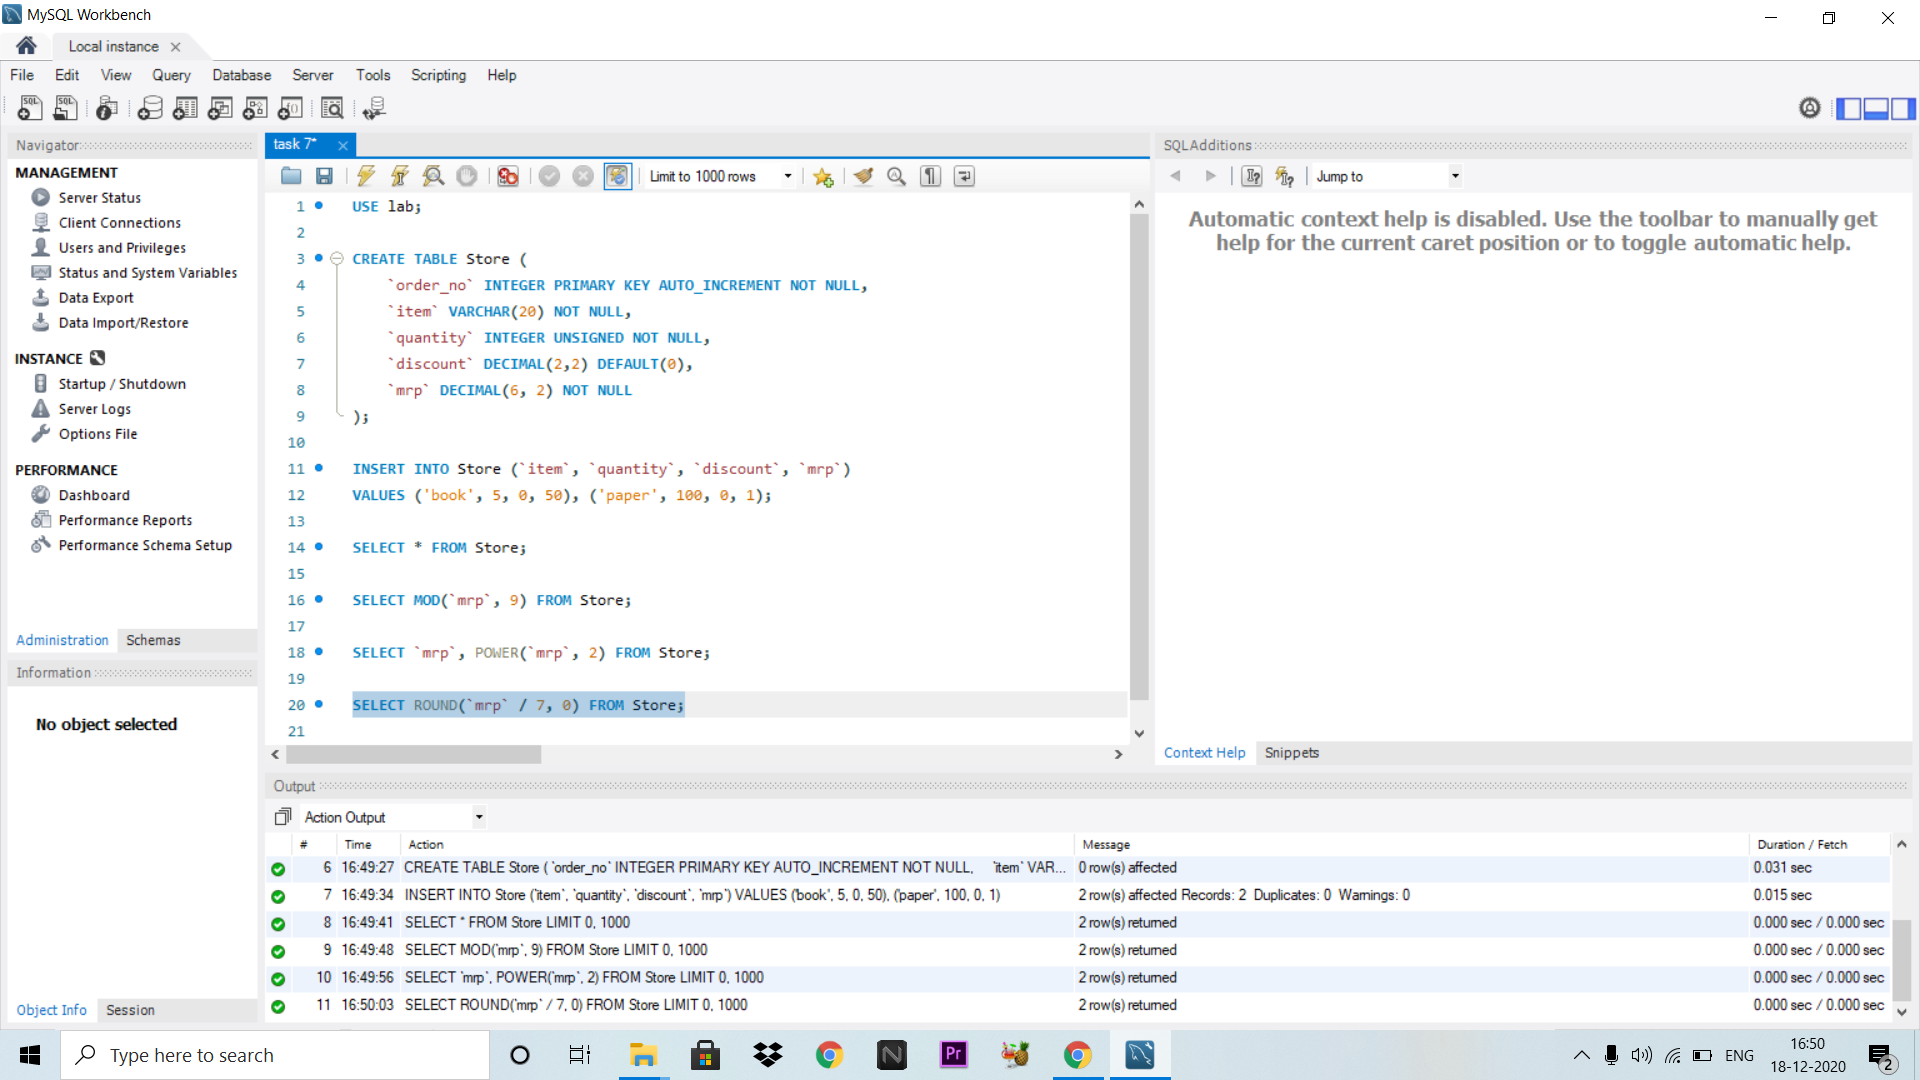 MySQL Workbench
Local instance
File Edit View Query Database Server Tools Scripting Help
Navigator
MANAGEMENT
Server Status
Client Connections
Users and Privileges
Status and System Variables
Data Export
Data Import/Restore
INSTANCE
Startup / Shutdown
Server Logs
Options File
PERFORMANCE
Dashboard
Performance Reports
Performance Schema Setup
Administration Schemas
Information
No object selected
Object Info Session
task 7*
Limit to 1000 rows
1 USE lab;
2
3 CREATE TABLE Store (
4 `order_no` INTEGER PRIMARY KEY AUTO_INCREMENT NOT NULL,
5 `item` VARCHAR(20) NOT NULL,
6 `quantity` INTEGER UNSIGNED NOT NULL,
7 `discount` DECIMAL(2,2) DEFAULT(0),
8 `mrp` DECIMAL(6, 2) NOT NULL
9 );
10
11 INSERT INTO Store (`item`, `quantity`, `discount`, `mrp`)
12 VALUES ('book', 5, 0, 50), ('paper', 100, 0, 1);
13
14 SELECT * FROM Store;
15
16 SELECT MOD(`mrp`, 9) FROM Store;
17
18 SELECT `mrp`, POWER(`mrp`, 2) FROM Store;
19
20 SELECT ROUND(`mrp` / 7, 0) FROM Store;
21
SQLAdditions
Jump to
Automatic context help is disabled. Use the toolbar to manually get
help for the current caret position or to toggle automatic help.
Context Help Snippets
Output
Action Output
# Time Action Message Duration / Fetch
6 16:49:27 CREATE TABLE Store ( `order_no` INTEGER PRIMARY KEY AUTO_INCREMENT NOT NULL, `item` VAR... 0 row(s) affected 0.031 sec
7 16:49:34 INSERT INTO Store (`item`, `quantity`, `discount`, `mrp`) VALUES ('book', 5, 0, 50), ('paper', 100, 0, 1) 2 row(s) affected Records: 2 Duplicates: 0 Warnings: 0 0.015 sec
8 16:49:41 SELECT * FROM Store LIMIT 0, 1000 2 row(s) returned 0.000 sec / 0.000 sec
9 16:49:48 SELECT MOD(`mrp`, 9) FROM Store LIMIT 0, 1000 2 row(s) returned 0.000 sec / 0.000 sec
10 16:49:56 SELECT `mrp`, POWER(`mrp`, 2) FROM Store LIMIT 0, 1000 2 row(s) returned 0.000 sec / 0.000 sec
11 16:50:03 SELECT ROUND(`mrp` / 7, 0) FROM Store LIMIT 0, 1000 2 row(s) returned 0.000 sec / 0.000 sec
Type here to search
Pr
ENG
16:50
18-12-2020
2